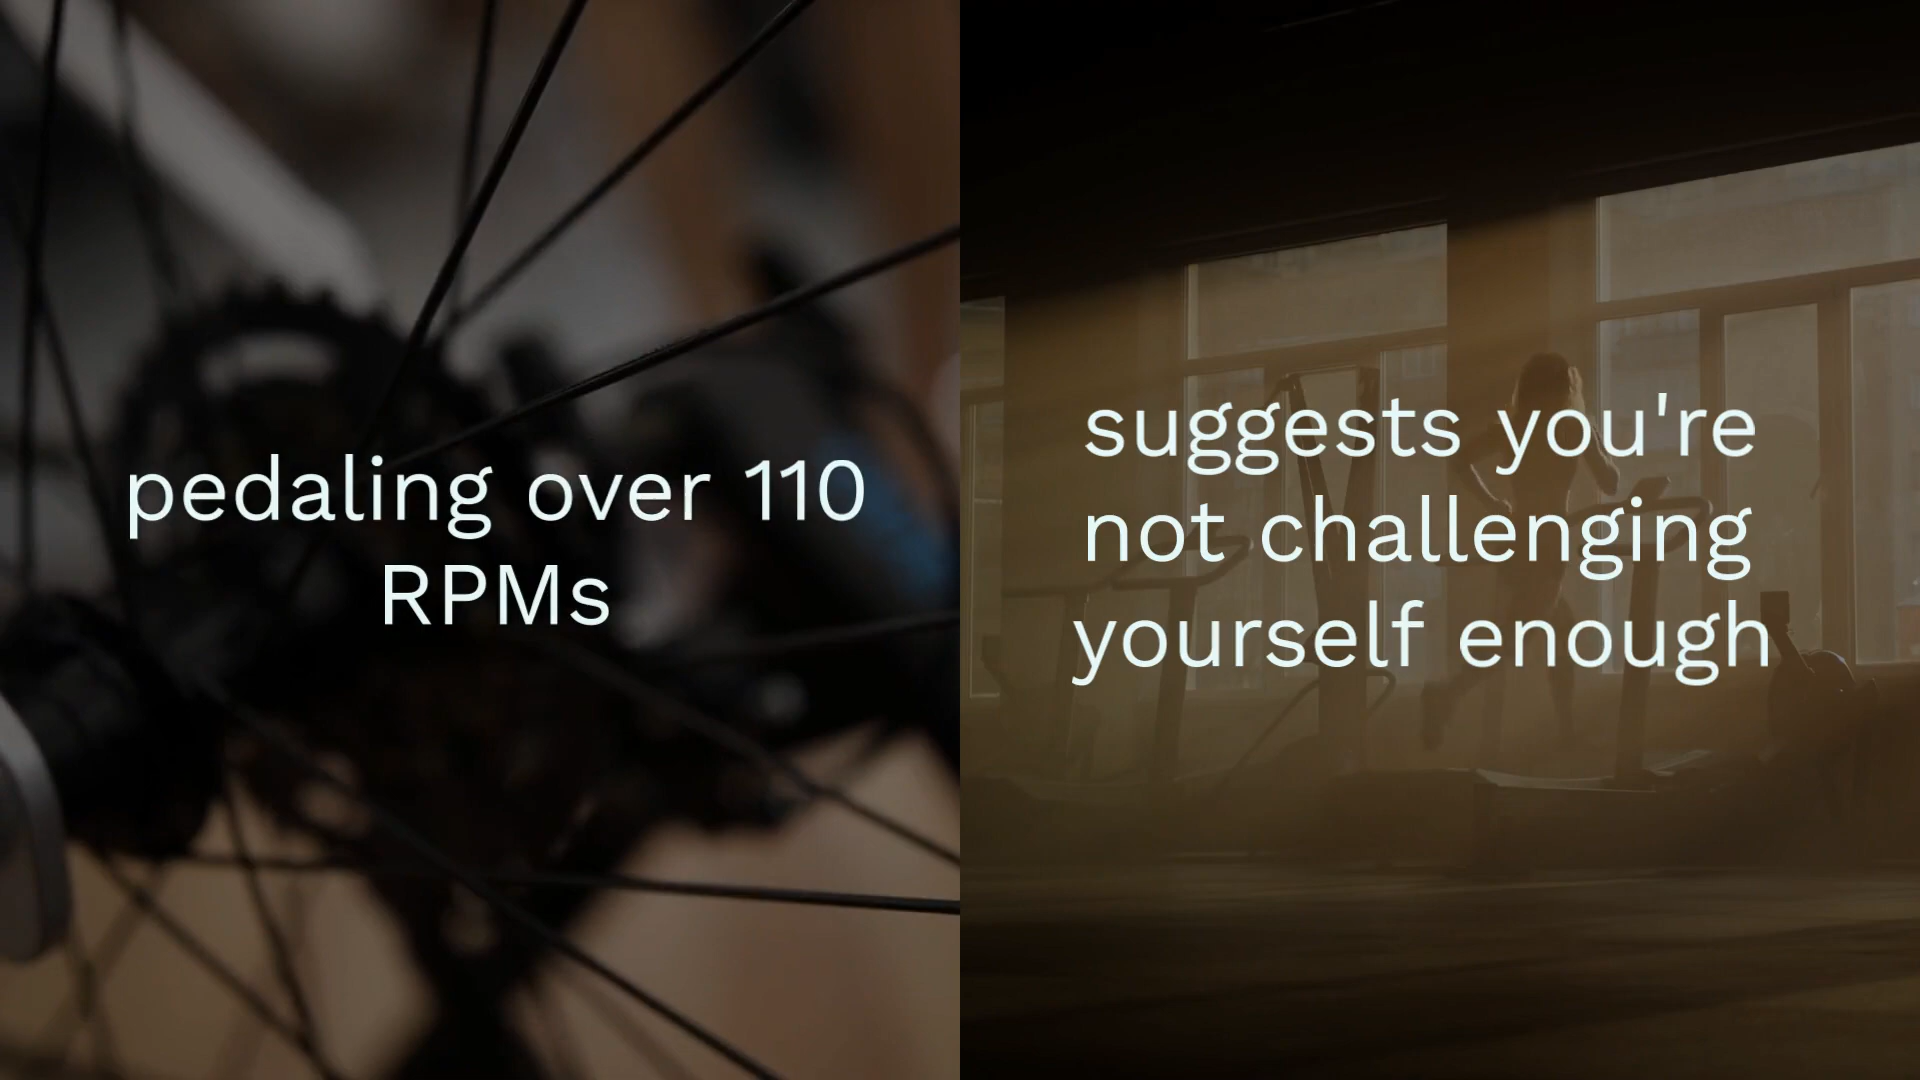 pedaling over 110
RPMs
suggests you're
not challenging
yourself enough